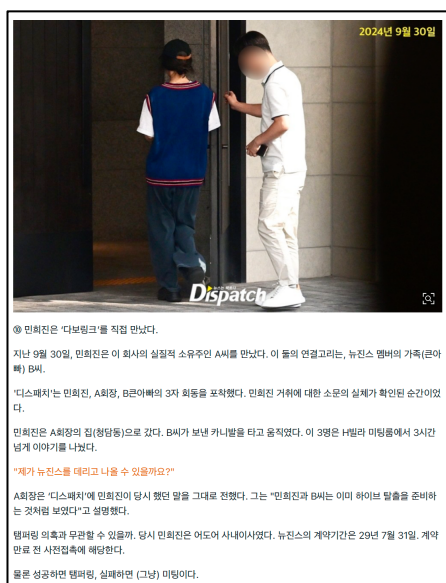 2024년 9월 30일
뉴스는 팩트다
Dispatch
⑩ 민희진은 '다보링크'를 직접 만났다.
지난 9월 30일, 민희진은 이 회사의 실질적 소유주인 A씨를 만났다. 이 둘의 연결고리는, 뉴진스 멤버의 가족(큰아
빠) B씨.
'디스패치'는 민희진, A회장, B큰아빠의 3자 회동을 포착했다. 민희진 거취에 대한 소문의 실체가 확인된 순간이었
다.
민희진은 A회장의 집(청담동)으로 갔다. B씨가 보낸 카니발을 타고 움직였다. 이 3명은 H빌라 미팅룸에서 3시간
넘게 이야기를 나눴다.
"제가 뉴진스를 데리고 나올 수 있을까요?"
A회장은 '디스패치'에 민희진이 당시 했던 말을 그대로 전했다. 그는 "민희진과 B씨는 이미 하이브 탈출을 준비하
는 것처럼 보였다"고 설명했다.
탬퍼링 의혹과 무관할 수 있을까. 당시 민희진은 어도어 사내이사였다. 뉴진스의 계약기간은 29년 7월 31일. 계약
만료 전 사전접촉에 해당한다.
물론 성공하면 탬퍼링, 실패하면 (그냥) 미팅이다.